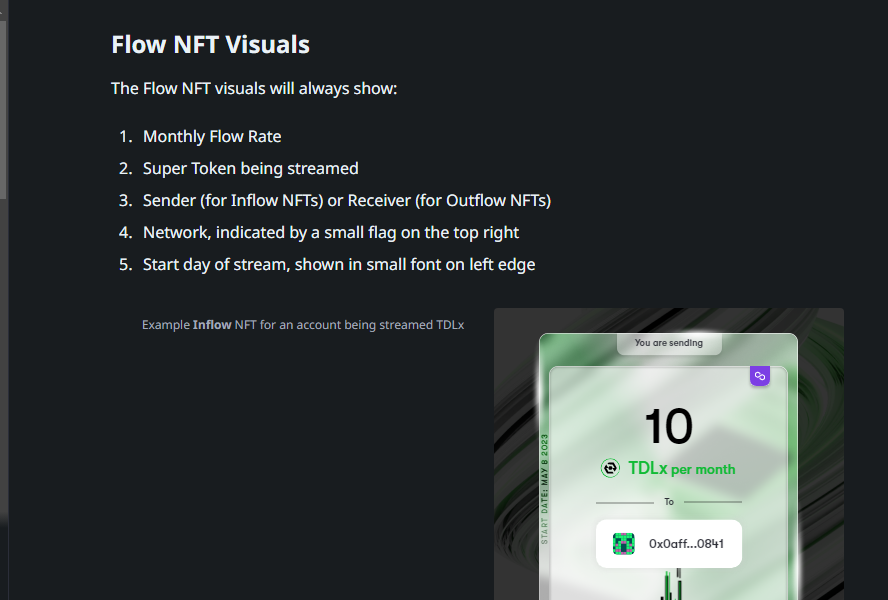 Flow NFT Visuals
The Flow NFT visuals will always show:
1. Monthly Flow Rate
2. Super Token being streamed
3. Sender (for Inflow NFTs) or Receiver (for Outflow NFTs)
4. Network, indicated by a small flag on the top right
5. Start day of stream, shown in small font on left edge
Example Inflow NFT for an account being streamed TDLx
You are sending
10
TDLx per month
START DATE: MAY 8 2023
To
0x0aff...0841